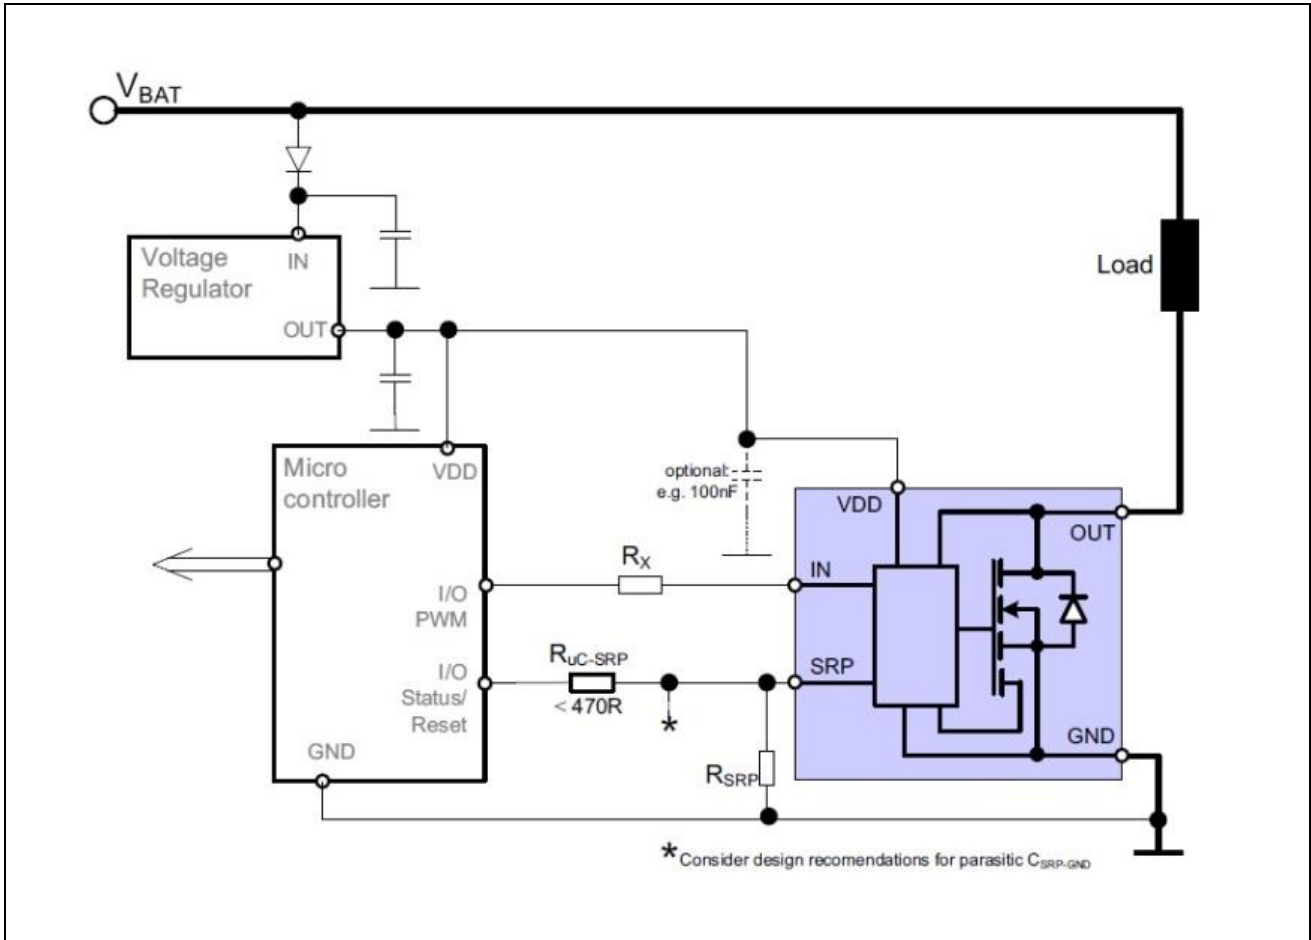 VBAT
Voltage
Regulator
IN
OUT
Load
Micro
controller
VDD
optional:
e.g. 100nF
VDD
OUT
RX
IN
I/O
PWM
RuC-SRP
SRP
I/O
Status/
Reset
< 470R
*
GND
GND
RSRP
*Consider design recomendations for parasitic CSRP-GND